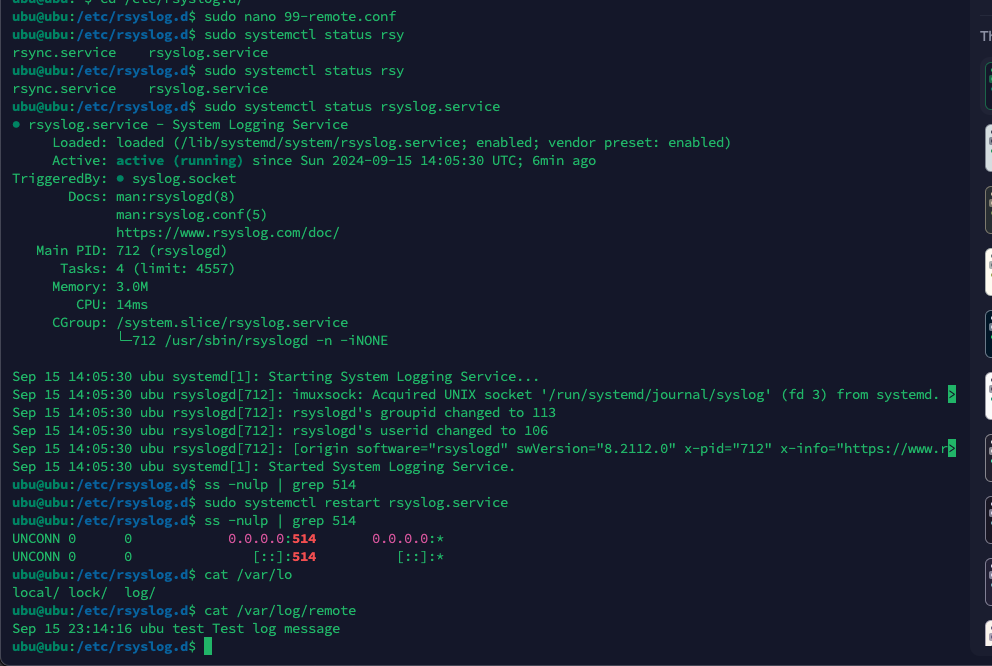 ubu@ubu:/etc/rsyslog.d$ sudo nano 99-remote.conf
ubu@ubu:/etc/rsyslog.d$ sudo systemctl status rsy
rsync.service    rsyslog.service
ubu@ubu:/etc/rsyslog.d$ sudo systemctl status rsy
rsync.service    rsyslog.service
ubu@ubu:/etc/rsyslog.d$ sudo systemctl status rsyslog.service
● rsyslog.service - System Logging Service
     Loaded: loaded (/lib/systemd/system/rsyslog.service; enabled; vendor preset: enabled)
     Active: active (running) since Sun 2024-09-15 14:05:30 UTC; 6min ago
TriggeredBy: ● syslog.socket
       Docs: man:rsyslogd(8)
             man:rsyslog.conf(5)
             https://www.rsyslog.com/doc/
   Main PID: 712 (rsyslogd)
      Tasks: 4 (limit: 4557)
     Memory: 3.0M
        CPU: 14ms
     CGroup: /system.slice/rsyslog.service
             └─712 /usr/sbin/rsyslogd -n -iNONE
Sep 15 14:05:30 ubu systemd[1]: Starting System Logging Service...
Sep 15 14:05:30 ubu rsyslogd[712]: imuxsock: Acquired UNIX socket '/run/systemd/journal/syslog' (fd 3) from systemd. >
Sep 15 14:05:30 ubu rsyslogd[712]: rsyslogd's groupid changed to 113
Sep 15 14:05:30 ubu rsyslogd[712]: rsyslogd's userid changed to 106
Sep 15 14:05:30 ubu rsyslogd[712]: [origin software="rsyslogd" swVersion="8.2112.0" x-pid="712" x-info="https://www.r>
Sep 15 14:05:30 ubu systemd[1]: Started System Logging Service.
ubu@ubu:/etc/rsyslog.d$ ss -nulp | grep 514
ubu@ubu:/etc/rsyslog.d$ sudo systemctl restart rsyslog.service
ubu@ubu:/etc/rsyslog.d$ ss -nulp | grep 514
UNCONN 0      0            0.0.0.0:514       0.0.0.0:*
UNCONN 0      0               [::]:514          [::]:*
ubu@ubu:/etc/rsyslog.d$ cat /var/lo
local/ lock/  log/
ubu@ubu:/etc/rsyslog.d$ cat /var/log/remote
Sep 15 23:14:16 ubu test Test log message
ubu@ubu:/etc/rsyslog.d$